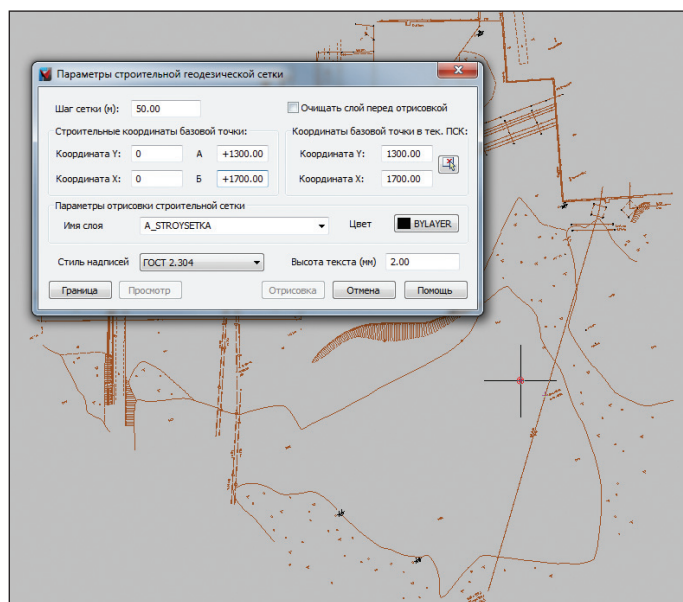 Параметры строительной геодезической сетки
Шаг сетки (м): 50.00 Очищать слой перед отрисовкой
Строительные координаты базовой точки: Координаты базовой точки в тек. ПСК:
Координата Y: 0 А +1300.00 Координата Y: 1300.00
Координата X: 0 Б +1700.00 Координата X: 1700.00
Параметры отрисовки строительной сетки
Имя слоя A_STROYSETKA Цвет BYLAYER
Стиль надписей ГОСТ 2.304 Высота текста (мм) 2.00
Граница Просмотр Отрисовка Отмена Помощь